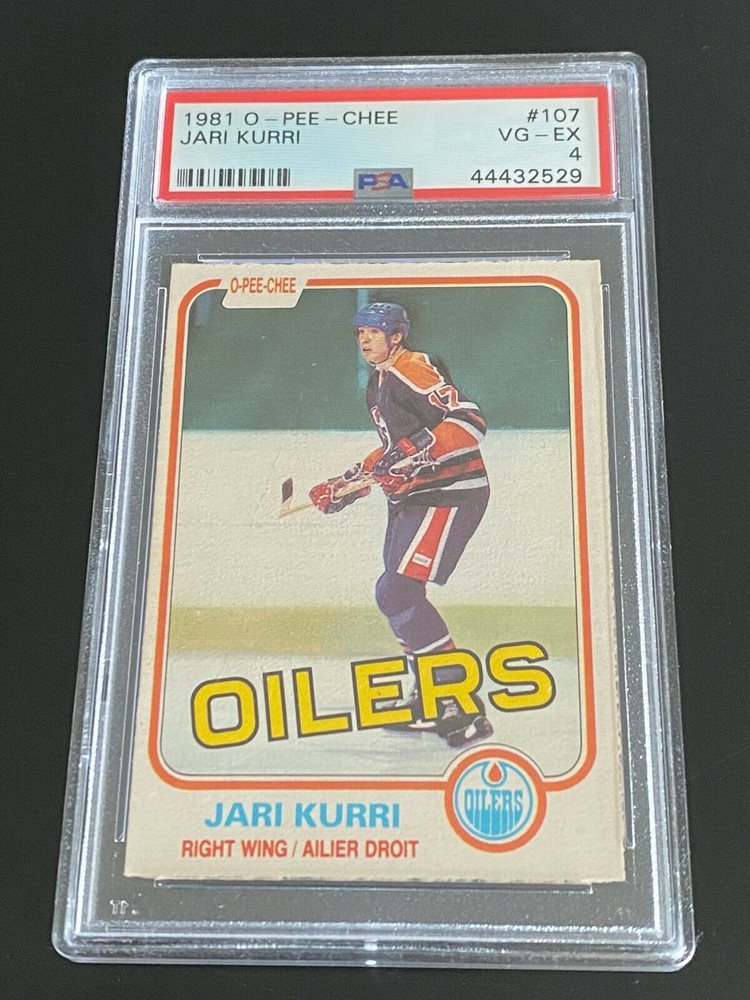 1981 O-PEE-CHEE #107
JARI KURRI VG-EX
4
PSA 44432529
O-PEE-CHEE
17
OILERS
OILERS
JARI KURRI
RIGHT WING / AILIER DROIT